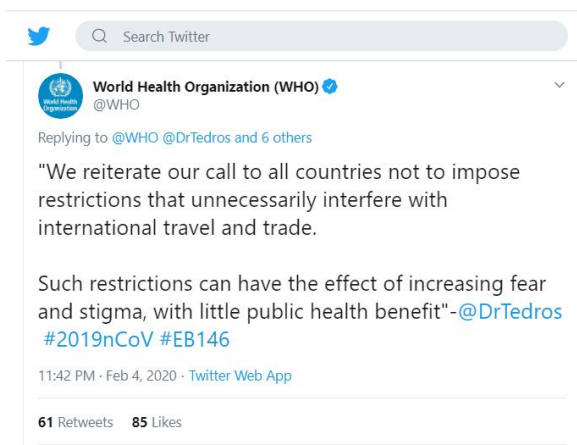 Search Twitter
World Health Organization (WHO)
@WHO
World Health
Organization
Replying to @WHO @DrTedros and 6 others
"We reiterate our call to all countries not to impose
restrictions that unnecessarily interfere with
international travel and trade.
Such restrictions can have the effect of increasing fear
and stigma, with little public health benefit"-@DrTedros
#2019nCoV #EB146
11:42 PM · Feb 4, 2020 · Twitter Web App
61 Retweets 85 Likes